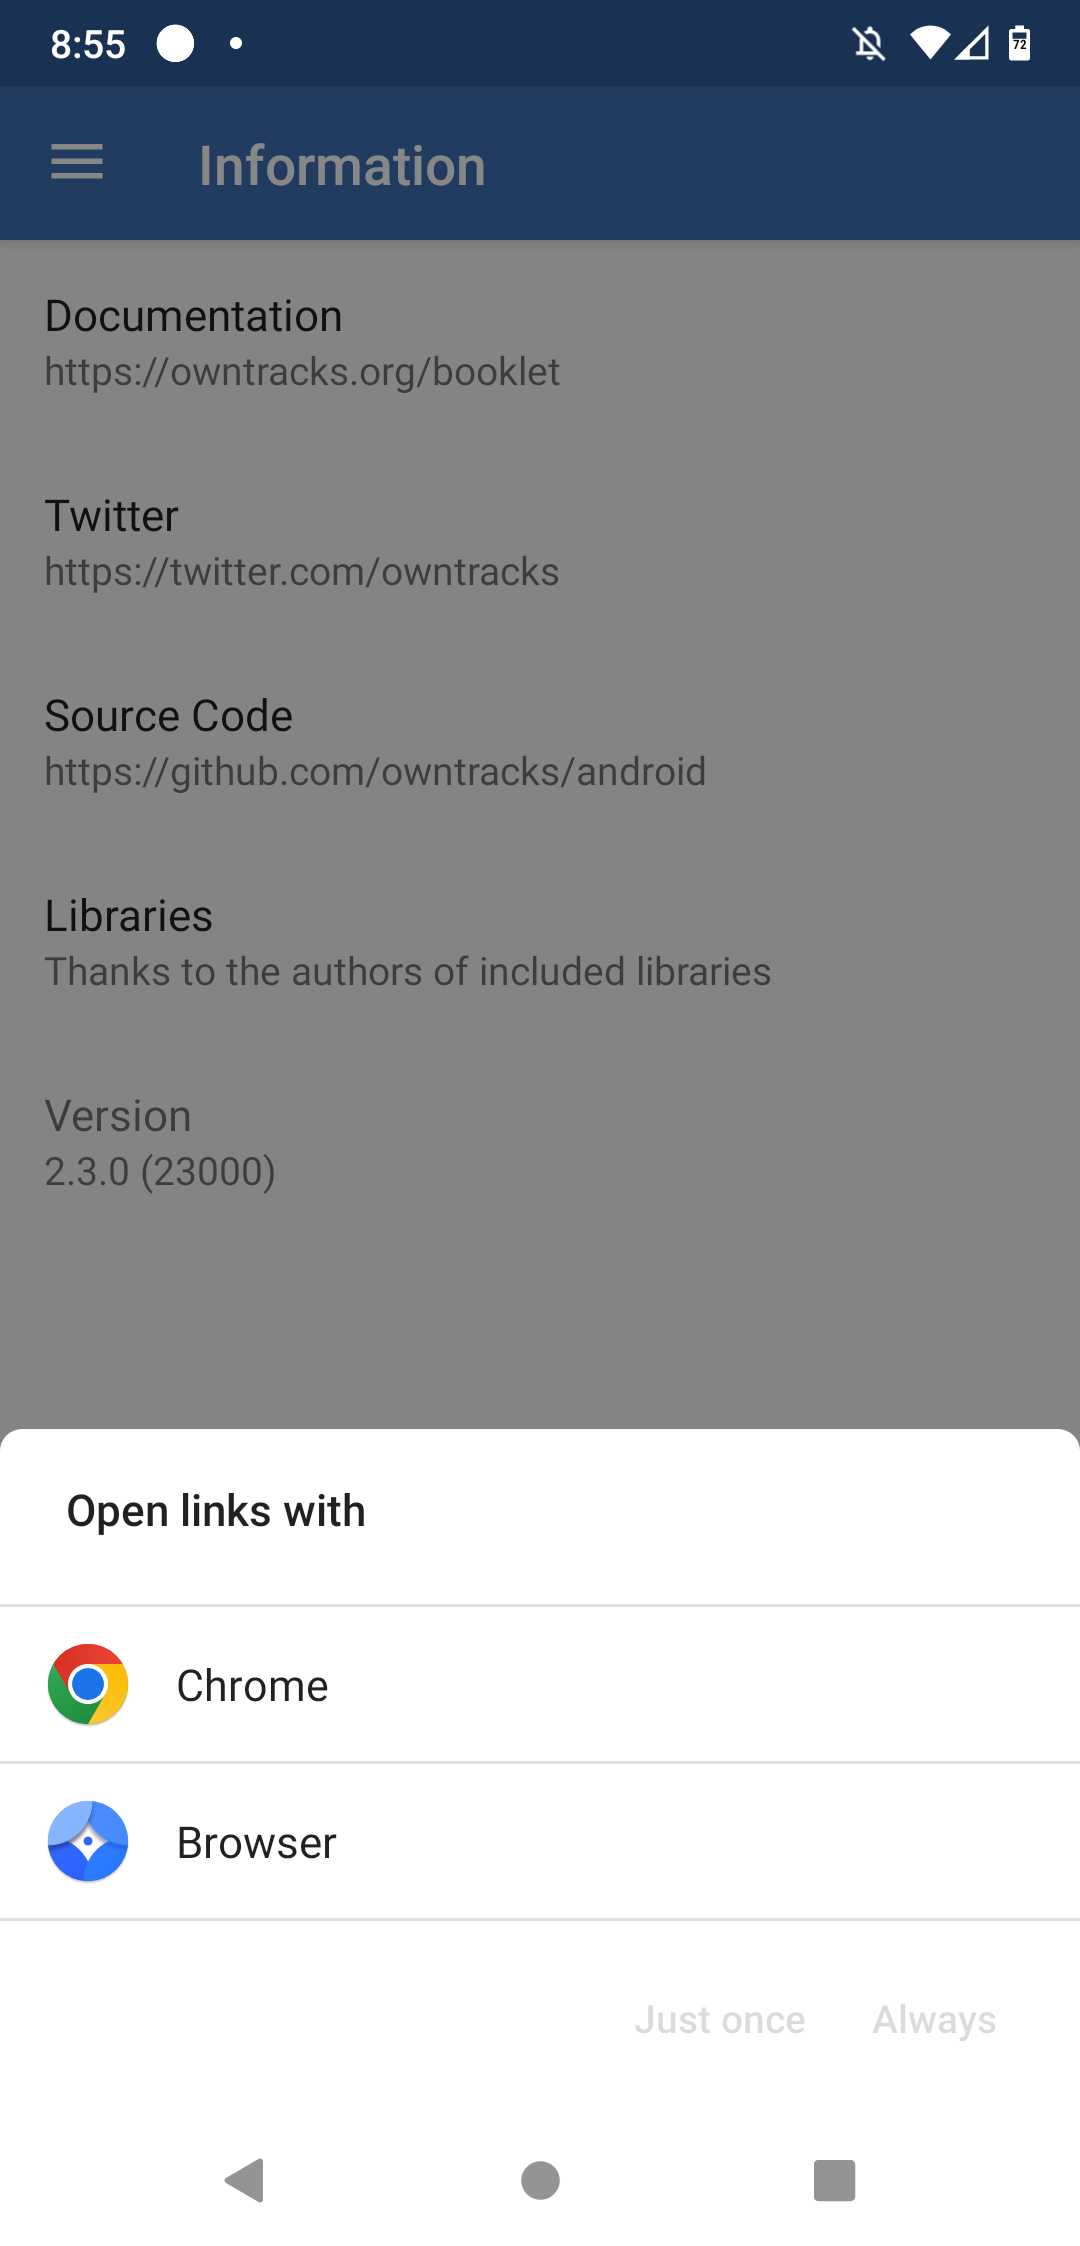 8:55
72
Information
Documentation
https://owntracks.org/booklet
Twitter
https://twitter.com/owntracks
Source Code
https://github.com/owntracks/android
Libraries
Thanks to the authors of included libraries
Version
2.3.0 (23000)
Open links with
Chrome
Browser
Just once
Always